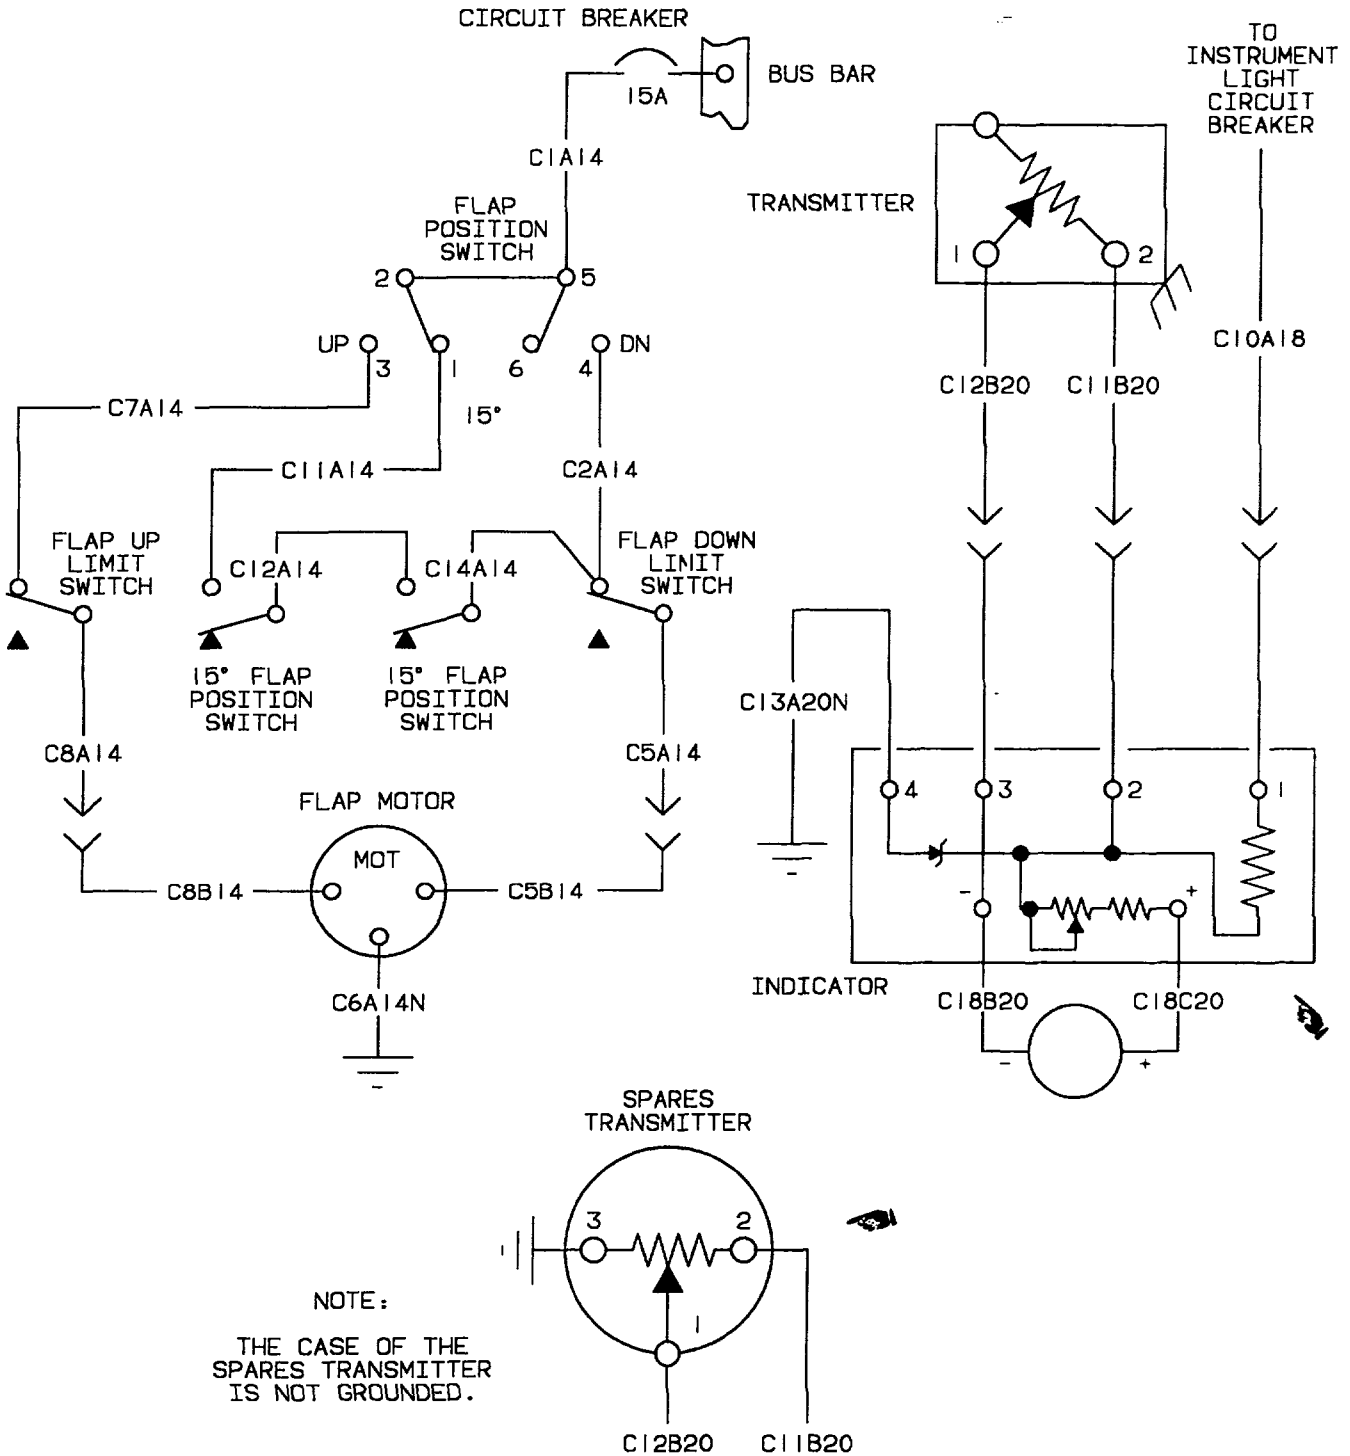 CIRCUIT BREAKER
BUS BAR
15A
C1A14
FLAP
POSITION
SWITCH
2
5
UP
3
1
6
4
DN
15°
C7A14
C11A14
C2A14
FLAP UP
LIMIT
SWITCH
C12A14
C14A14
FLAP DOWN
LINIT
SWITCH
15° FLAP
POSITION
SWITCH
15° FLAP
POSITION
SWITCH
C8A14
C5A14
FLAP MOTOR
MOT
C8B14
C5B14
C6A14N
TO
INSTRUMENT
LIGHT
CIRCUIT
BREAKER
TRANSMITTER
1
2
C10A18
C12B20
C11B20
C13A20N
4
3
2
1
-
+
INDICATOR
C18B20
C18C20
-
+
SPARES
TRANSMITTER
3
2
1
NOTE:
THE CASE OF THE
SPARES TRANSMITTER
IS NOT GROUNDED.
C12B20
C11B20